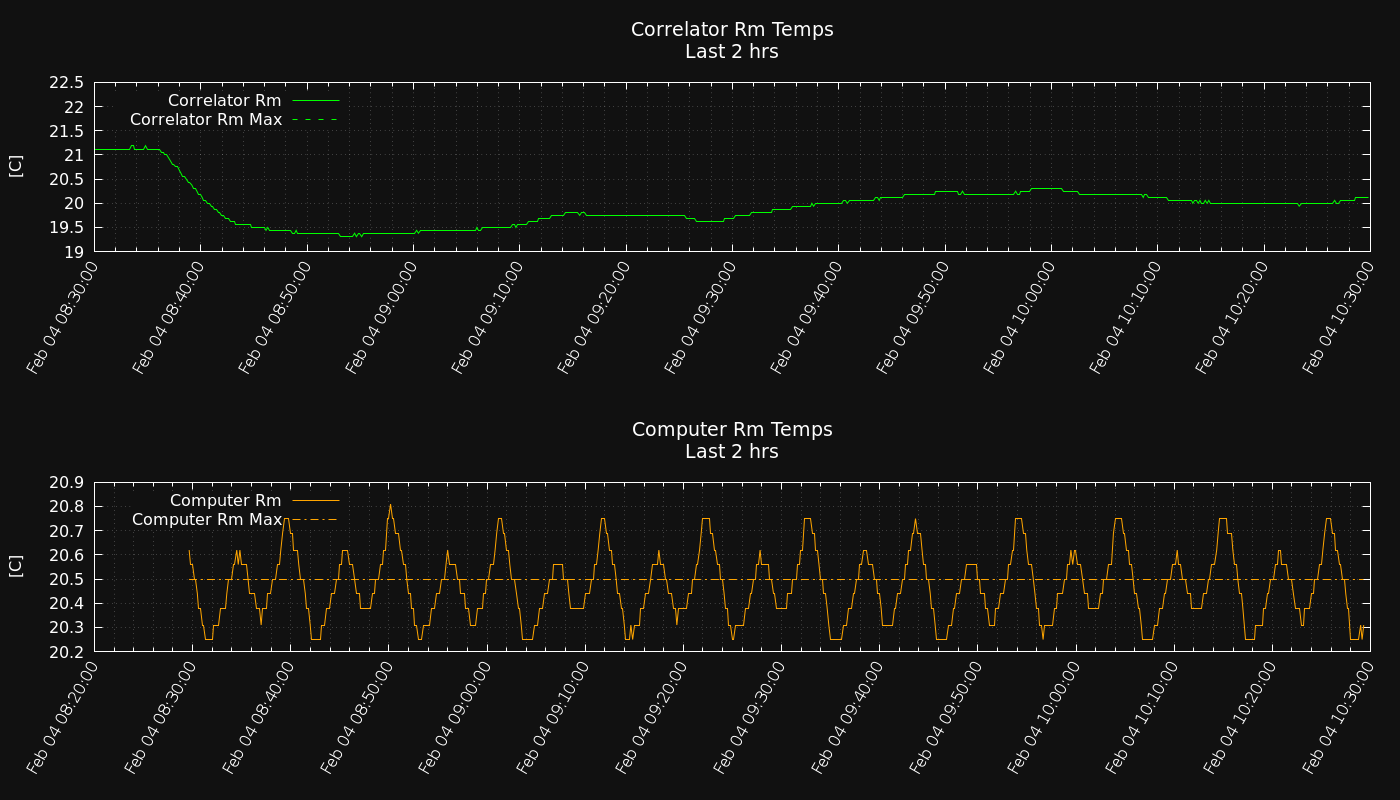 Correlator Rm Temps
Last 2 hrs
22.5
22
21.5
21
20.5
20
19.5
19
[C]
Correlator Rm
Correlator Rm Max
Feb 04 08:30:00
Feb 04 08:40:00
Feb 04 08:50:00
Feb 04 09:00:00
Feb 04 09:10:00
Feb 04 09:20:00
Feb 04 09:30:00
Feb 04 09:40:00
Feb 04 09:50:00
Feb 04 10:00:00
Feb 04 10:10:00
Feb 04 10:20:00
Feb 04 10:30:00
Computer Rm Temps
Last 2 hrs
20.9
20.8
20.7
20.6
20.5
20.4
20.3
20.2
[C]
Computer Rm
Computer Rm Max
Feb 04 08:20:00
Feb 04 08:30:00
Feb 04 08:40:00
Feb 04 08:50:00
Feb 04 09:00:00
Feb 04 09:10:00
Feb 04 09:20:00
Feb 04 09:30:00
Feb 04 09:40:00
Feb 04 09:50:00
Feb 04 10:00:00
Feb 04 10:10:00
Feb 04 10:20:00
Feb 04 10:30:00